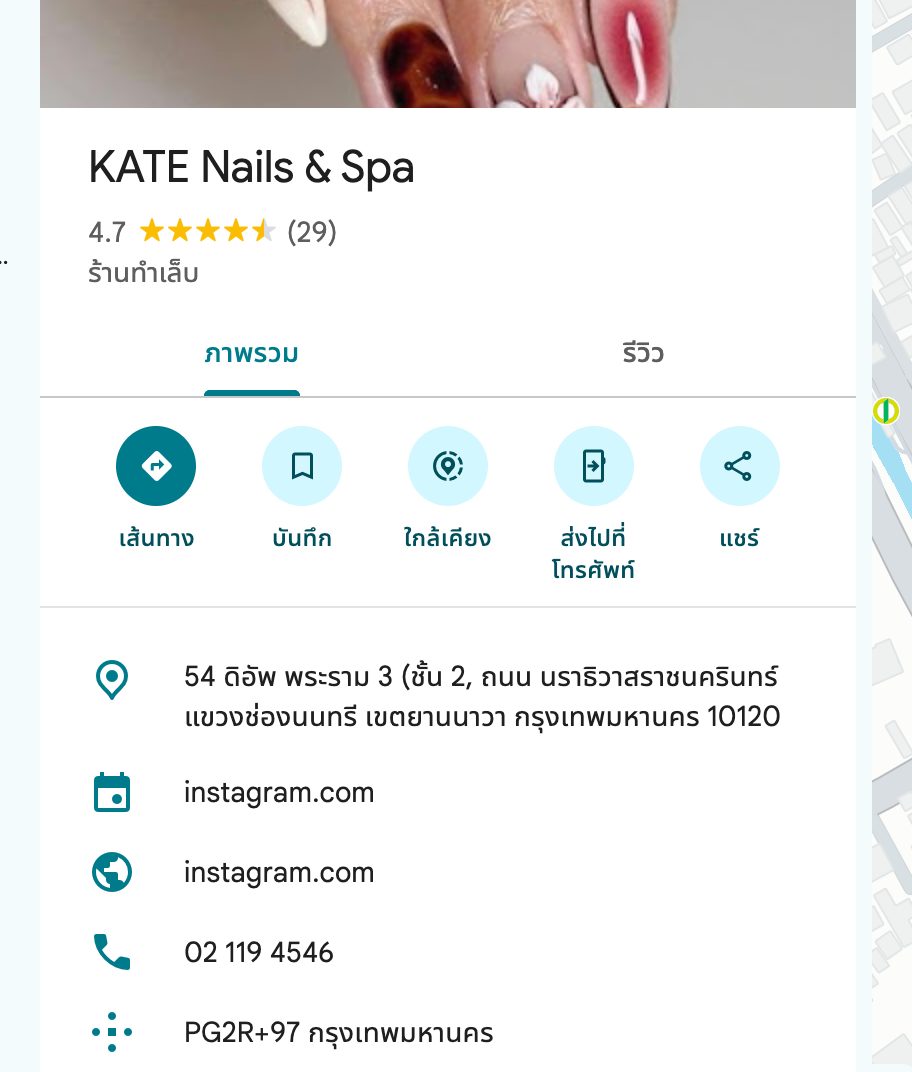 KATE Nails & Spa
4.7 (29)
ร้านทำเล็บ
ภาพรวม รีวิว
เส้นทาง บันทึก ใกล้เคียง ส่งไปที่ แชร์
โทรศัพท์
54 ดิอัพ พระราม 3 (ชั้น 2, ถนน นราธิวาสราชนครินทร์
แขวงช่องนนทรี เขตยานนาวา กรุงเทพมหานคร 10120
instagram.com
instagram.com
02 119 4546
PG2R+97 กรุงเทพมหานคร